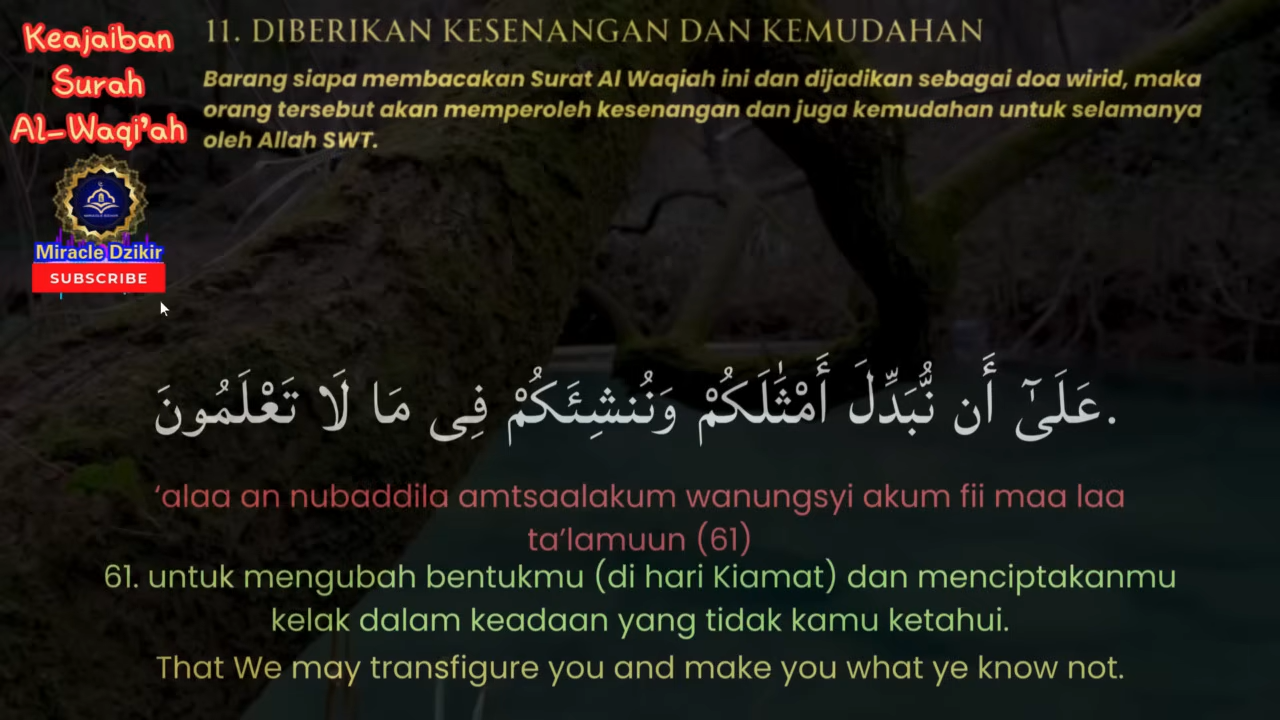 Keajaiban
Surah
Al-Waqi'ah
Miracle Dzikir
SUBSCRIBE
11. DIBERIKAN KESENANGAN DAN KEMUDAHAN
Barang siapa membacakan Surat Al Waqiah ini dan dijadikan sebagai doa wirid, maka
orang tersebut akan memperoleh kesenangan dan juga kemudahan untuk selamanya
oleh Allah SWT.
عَلَىٰٓ أَن نُّبَدِّلَ أَمْثَٰلَكُمْ وَنُنشِئَكُمْ فِى مَا لَا تَعْلَمُونَ.
‘alaa an nubaddila amtsaalakum wanungsyi akum fii maa laa
ta’lamuun (61)
61. untuk mengubah bentukmu (di hari Kiamat) dan menciptakanmu
kelak dalam keadaan yang tidak kamu ketahui.
That We may transfigure you and make you what ye know not.